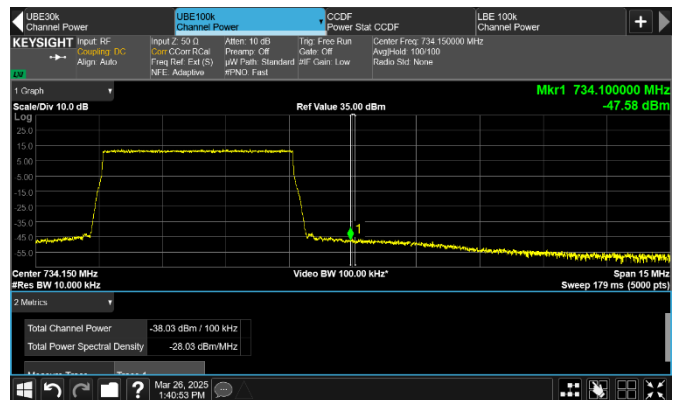 UBE30k
Channel Power
UBE100k
Channel Power
CCDF
Power Stat CCDF
LBE 100k
Channel Power
KEYSIGHT
Input: RF
Coupling: DC
Align: Auto
Input Z: 50 Ω
Corr CCorr RCal
Freq Ref: Ext (S)
NFE: Adaptive
Atten: 10 dB
Preamp: Off
µW Path: Standard
#PNO: Fast
Trig: Free Run
Gate: Off
#IF Gain: Low
Center Freq: 734.150000 MHz
Avg|Hold: 100/100
Radio Std: None
1 Graph
Scale/Div 10.0 dB
Ref Value 35.00 dBm
Mkr1 734.100000 MHz
-47.58 dBm
Log
25.0
15.0
5.00
-5.00
-15.0
-25.0
-35.0
-45.0
-55.0
1
Center 734.150 MHz
#Res BW 10.000 kHz
Video BW 100.00 kHz*
Span 15 MHz
Sweep 179 ms (5000 pts)
2 Metrics
Total Channel Power -38.03 dBm / 100 kHz
Total Power Spectral Density -28.03 dBm/MHz
Mar 26, 2025
1:40:53 PM